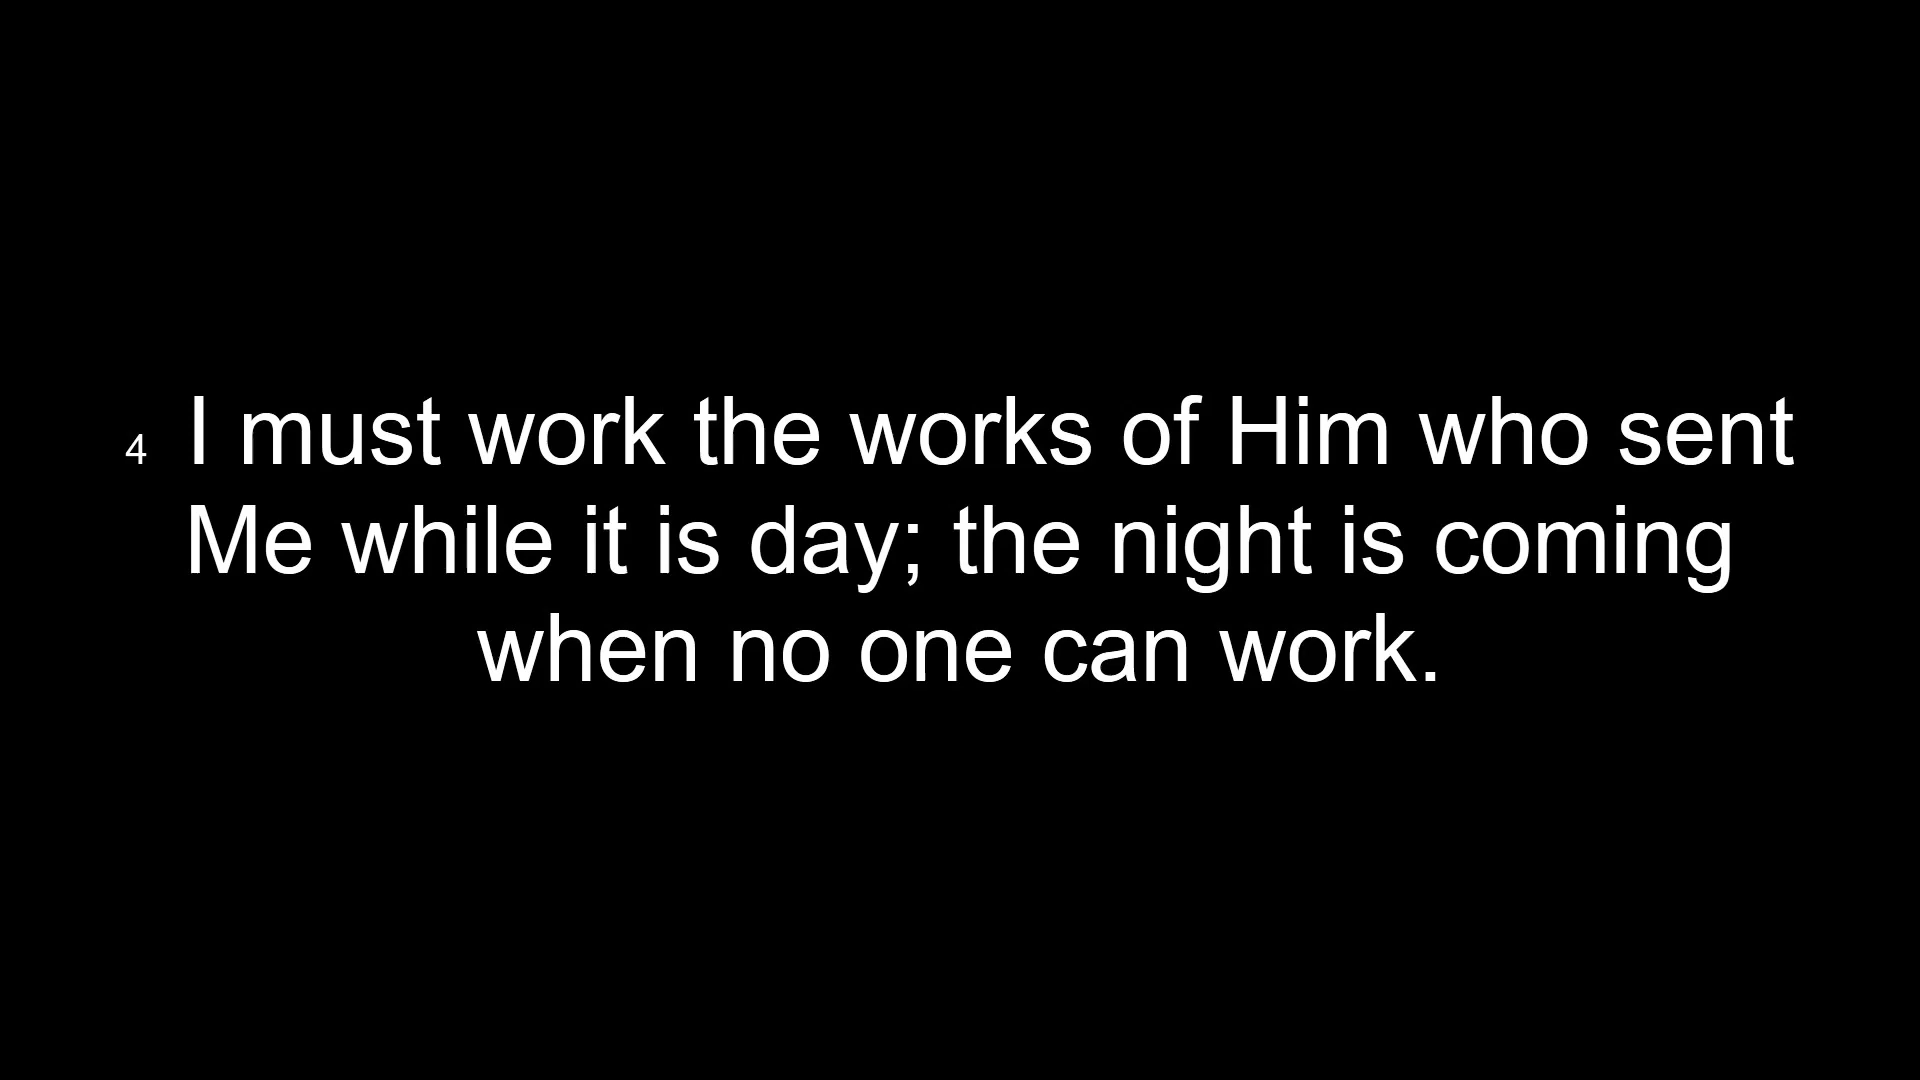 4 I must work the works of Him who sent
Me while it is day; the night is coming
when no one can work.